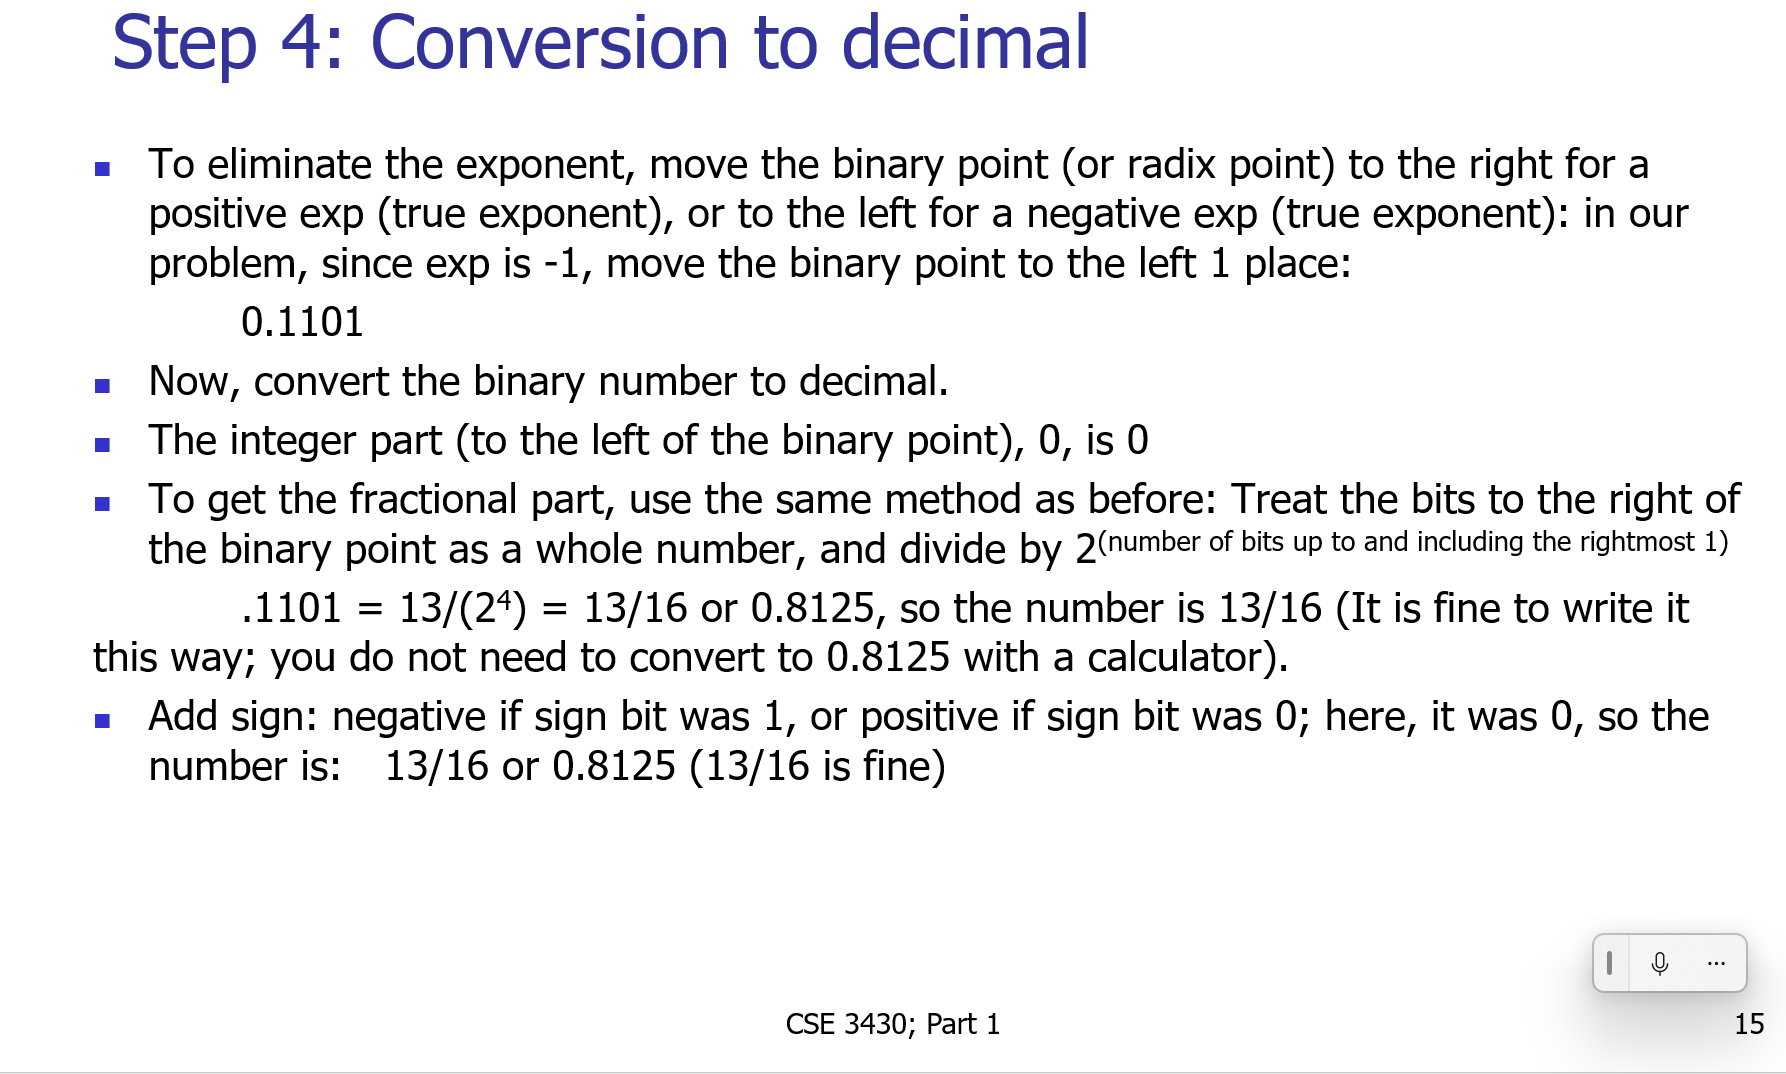 Step 4: Conversion to decimal
To eliminate the exponent, move the binary point (or radix point) to the right for a
positive exp (true exponent), or to the left for a negative exp (true exponent): in our
problem, since exp is -1, move the binary point to the left 1 place:
0.1101
Now, convert the binary number to decimal.
The integer part (to the left of the binary point), 0, is 0
To get the fractional part, use the same method as before: Treat the bits to the right of
the binary point as a whole number, and divide by 2^(number of bits up to and including the rightmost 1)
.1101 = 13/(2⁴) = 13/16 or 0.8125, so the number is 13/16 (It is fine to write it
this way; you do not need to convert to 0.8125 with a calculator).
Add sign: negative if sign bit was 1, or positive if sign bit was 0; here, it was 0, so the
number is: 13/16 or 0.8125 (13/16 is fine)
CSE 3430; Part 1
15